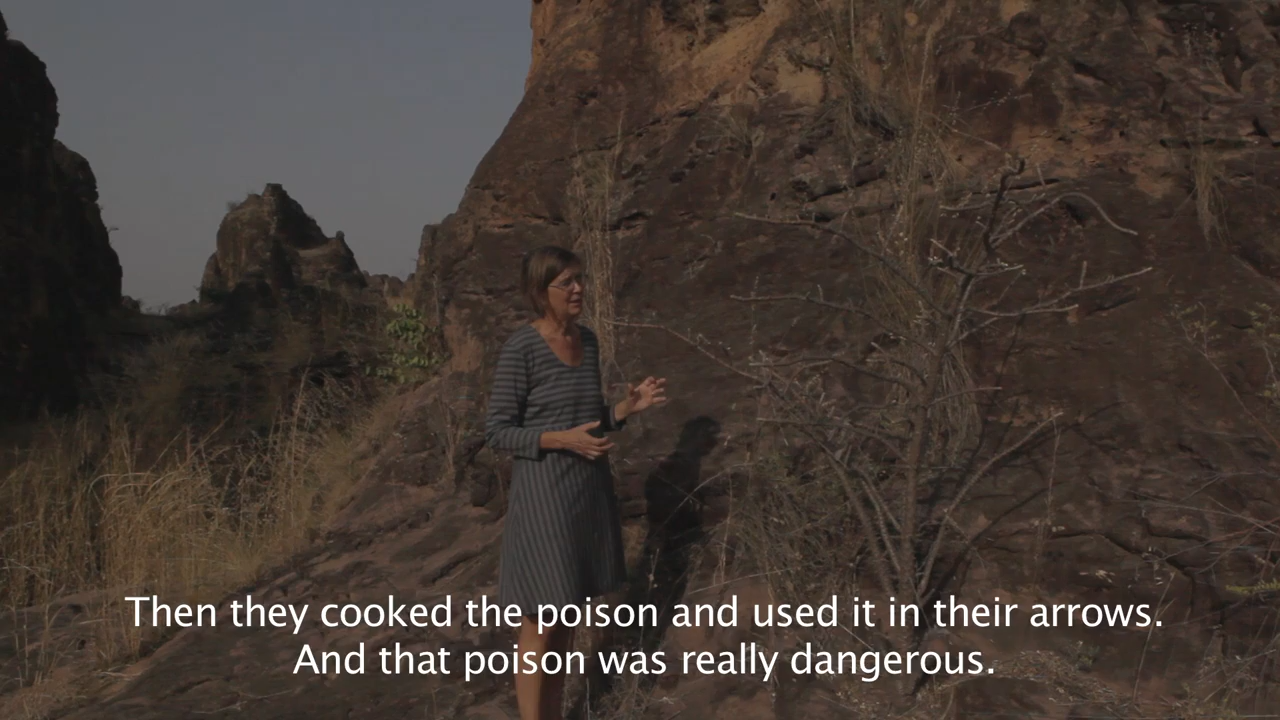 Then they cooked the poison and used it in their arrows.
And that poison was really dangerous.